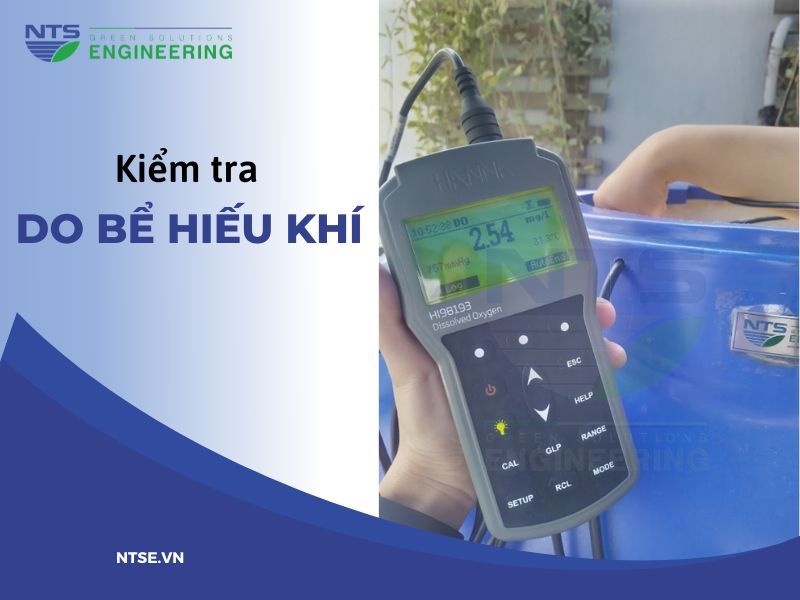 NTS
GREEN SOLUTIONS
ENGINEERING
Kiểm tra
DO BỂ HIẾU KHÍ
HANNA
10:52:38 DO
mg/L
2.54
31.3°C
757mmHg
Log
AutoEnd
HI98193
Dissolved Oxygen
ESC
HELP
CAL
GLP
RANGE
SETUP
RCL
MODE
NTS
NTS
GREEN SOLUTIONS
ENGINEERING
NTSE.VN